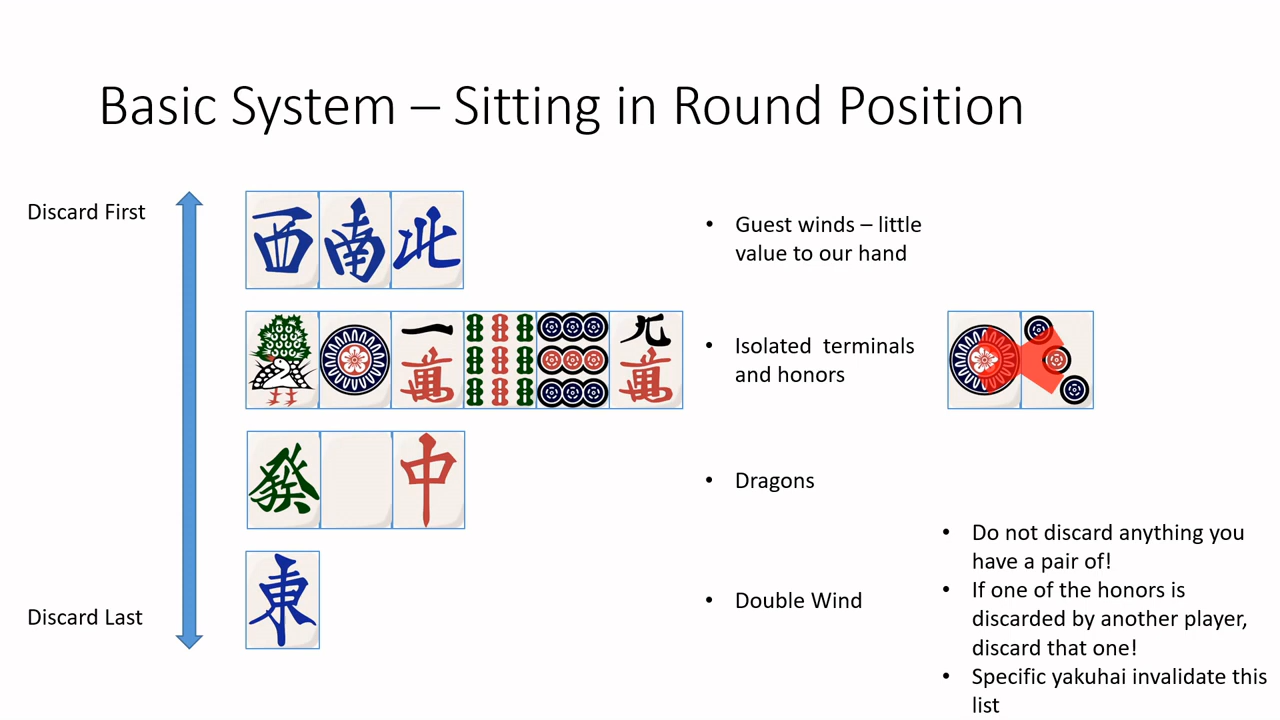 Basic System – Sitting in Round Position
Discard First
西 南 北
• Guest winds – little
value to our hand
一萬 九萬
• Isolated  terminals
and honors
發 中
• Dragons
東
• Double Wind
Discard Last
• Do not discard anything you
have a pair of!
• If one of the honors is
discarded by another player,
discard that one!
• Specific yakuhai invalidate this
list